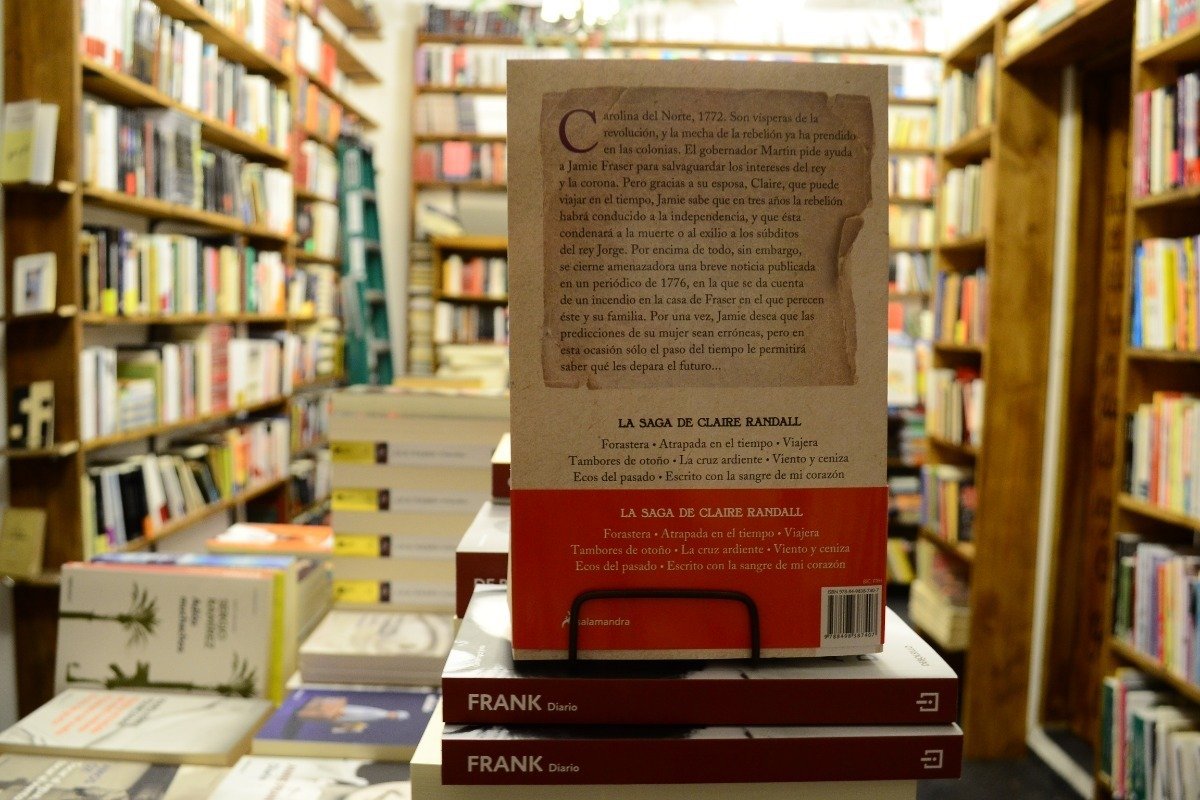 Carolina del Norte, 1772. Son vísperas de la
revolución, y la mecha de la rebelión ya ha prendido
en las colonias. El gobernador Martin pide ayuda
a Jamie Fraser para salvaguardar los intereses del rey
y la corona. Pero gracias a su esposa, Claire, que puede
viajar en el tiempo, Jamie sabe que en tres años la rebelión
habrá conducido a la independencia, y que ésta
condenará a la muerte o al exilio a los súbditos
del rey Jorge. Por encima de todo, sin embargo,
se cierne amenazadora una breve noticia publicada
en un periódico de 1776, en la que se da cuenta
de un incendio en la casa de Fraser en el que perecen
éste y su familia. Por una vez, Jamie desea que las
predicciones de su mujer sean erróneas, pero en
esta ocasión sólo el paso del tiempo le permitirá
saber qué les depara el futuro...
LA SAGA DE CLAIRE RANDALL
Forastera • Atrapada en el tiempo • Viajera
Tambores de otoño • La cruz ardiente • Viento y ceniza
Ecos del pasado • Escrito con la sangre de mi corazón
LA SAGA DE CLAIRE RANDALL
Forastera • Atrapada en el tiempo • Viajera
Tambores de otoño • La cruz ardiente • Viento y ceniza
Ecos del pasado • Escrito con la sangre de mi corazón
salamandra
FRANK Diario
FRANK Diario